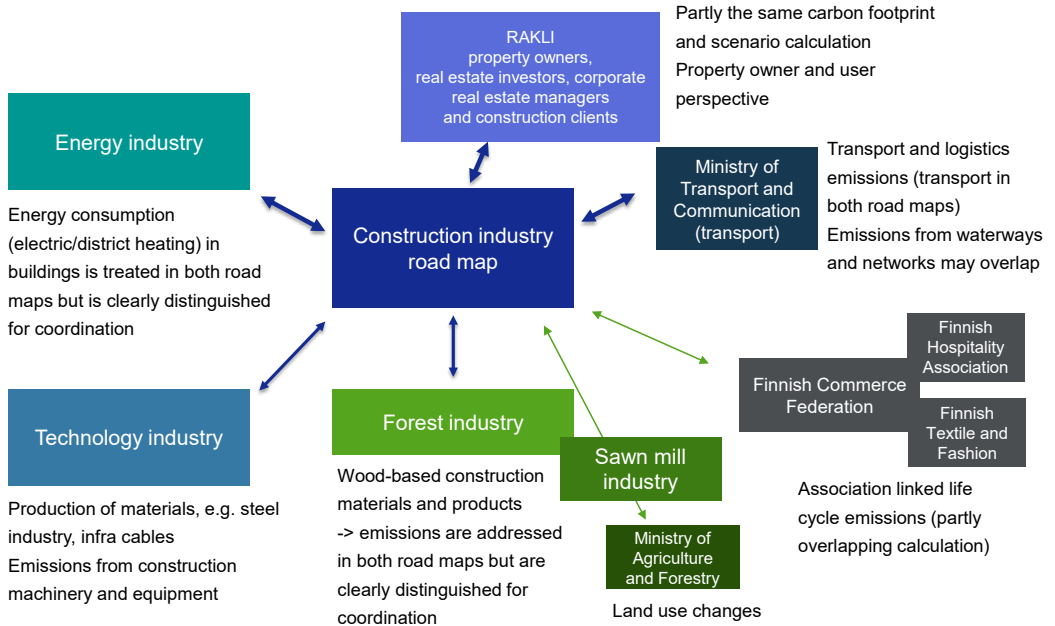 RAKLI
property owners,
real estate investors, corporate
real estate managers
and construction clients
Partly the same carbon footprint
and scenario calculation
Property owner and user
perspective
Energy industry
Energy consumption
(electric/district heating) in
buildings is treated in both road
maps but is clearly distinguished
for coordination
Construction industry
road map
Ministry of
Transport and
Communication
(transport)
Transport and logistics
emissions (transport in
both road maps)
Emissions from waterways
and networks may overlap
Technology industry
Production of materials, e.g. steel
industry, infra cables
Emissions from construction
machinery and equipment
Forest industry
Wood-based construction
materials and products
-> emissions are addressed
in both road maps but are
clearly distinguished for
coordination
Sawn mill
industry
Ministry of
Agriculture
and Forestry
Land use changes
Finnish Commerce
Federation
Finnish
Hospitality
Association
Finnish
Textile and
Fashion
Association linked life
cycle emissions (partly
overlapping calculation)